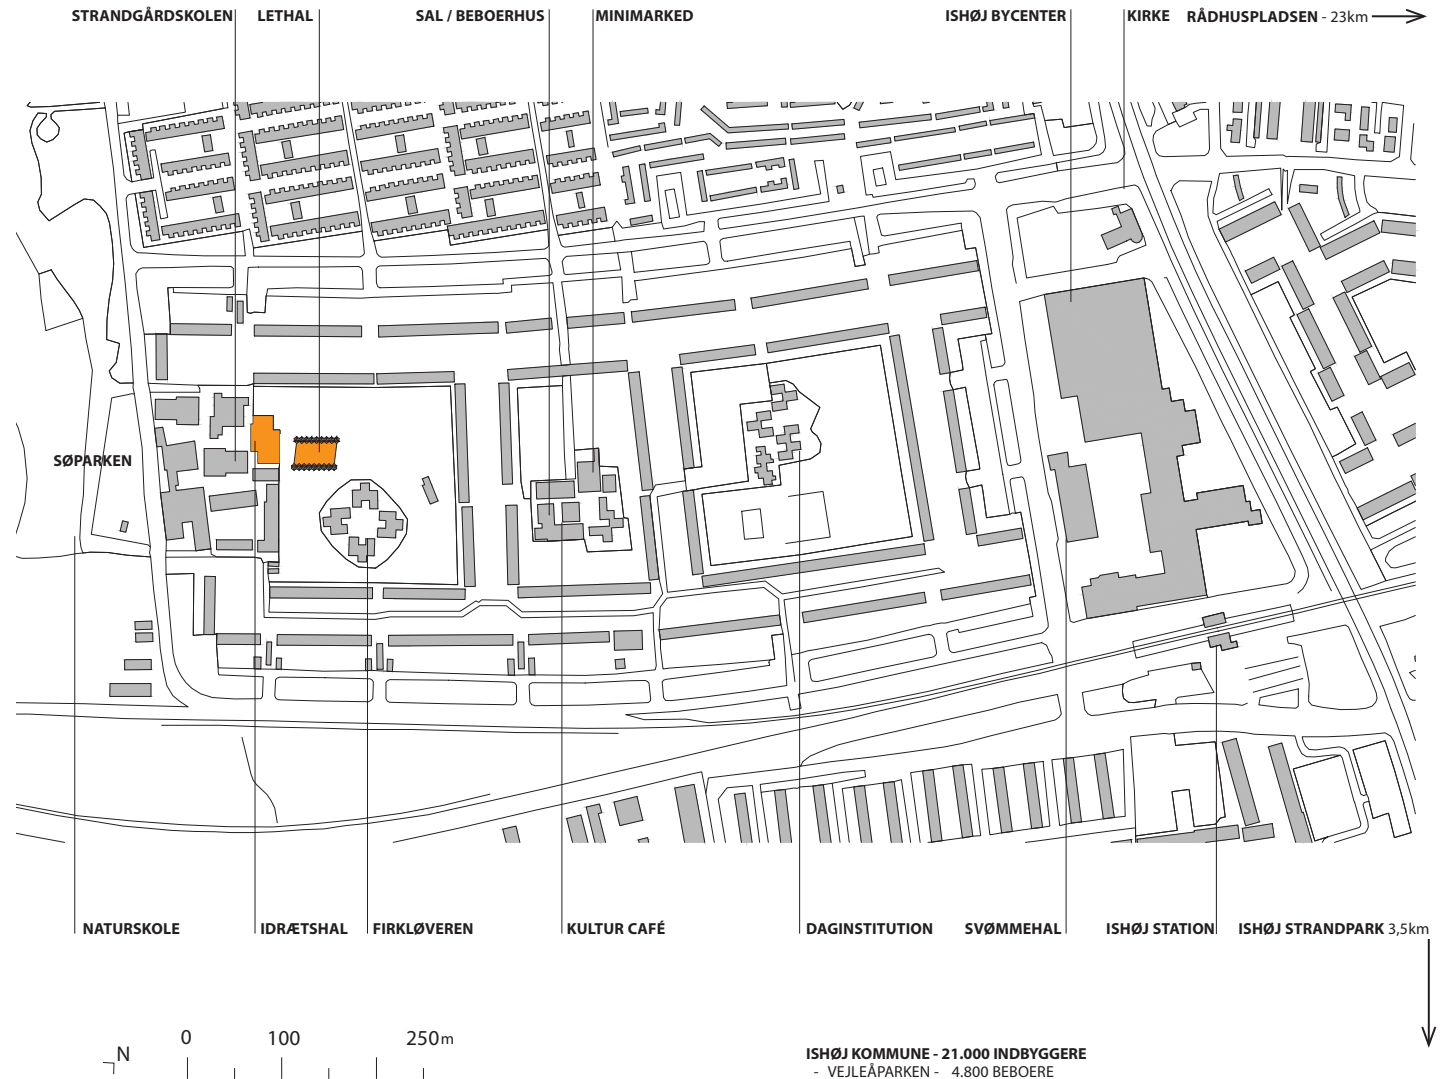 STRANDGÅRDSKOLEN LETHAL SAL / BEBOERHUS MINIMARKED ISHØJ BYCENTER KIRKE RÅDHUSPLADSEN - 23km
SØPARKEN
NATURSKOLE IDRÆTSHAL FIRKLØVEREN KULTUR CAFÉ DAGINSTITUTION SVØMMEHAL ISHØJ STATION ISHØJ STRANDPARK 3,5km
0 100 250m
N
ISHØJ KOMMUNE - 21.000 INDBYGGERE
- VEJLEÅPARKEN - 4.800 BEBOERE